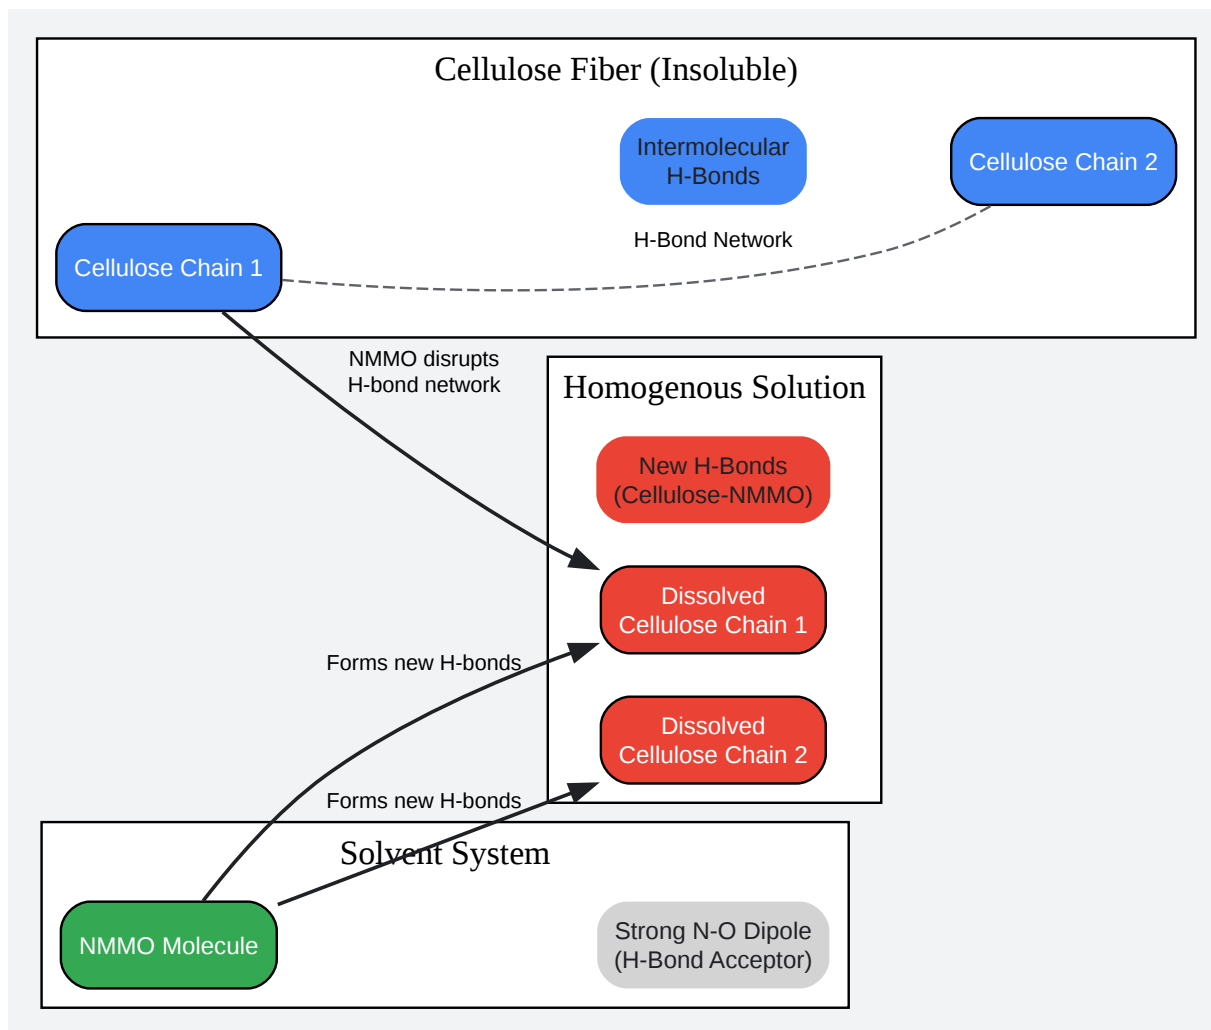 Cellulose Fiber (Insoluble)
Intermolecular
H-Bonds
Cellulose Chain 2
H-Bond Network
Cellulose Chain 1
NMMO disrupts
H-bond network
Homogenous Solution
New H-Bonds
(Cellulose-NMMO)
Dissolved
Cellulose Chain 1
Forms new H-bonds
Dissolved
Cellulose Chain 2
Forms new H-bonds
Solvent System
NMMO Molecule
Strong N-O Dipole
(H-Bond Acceptor)